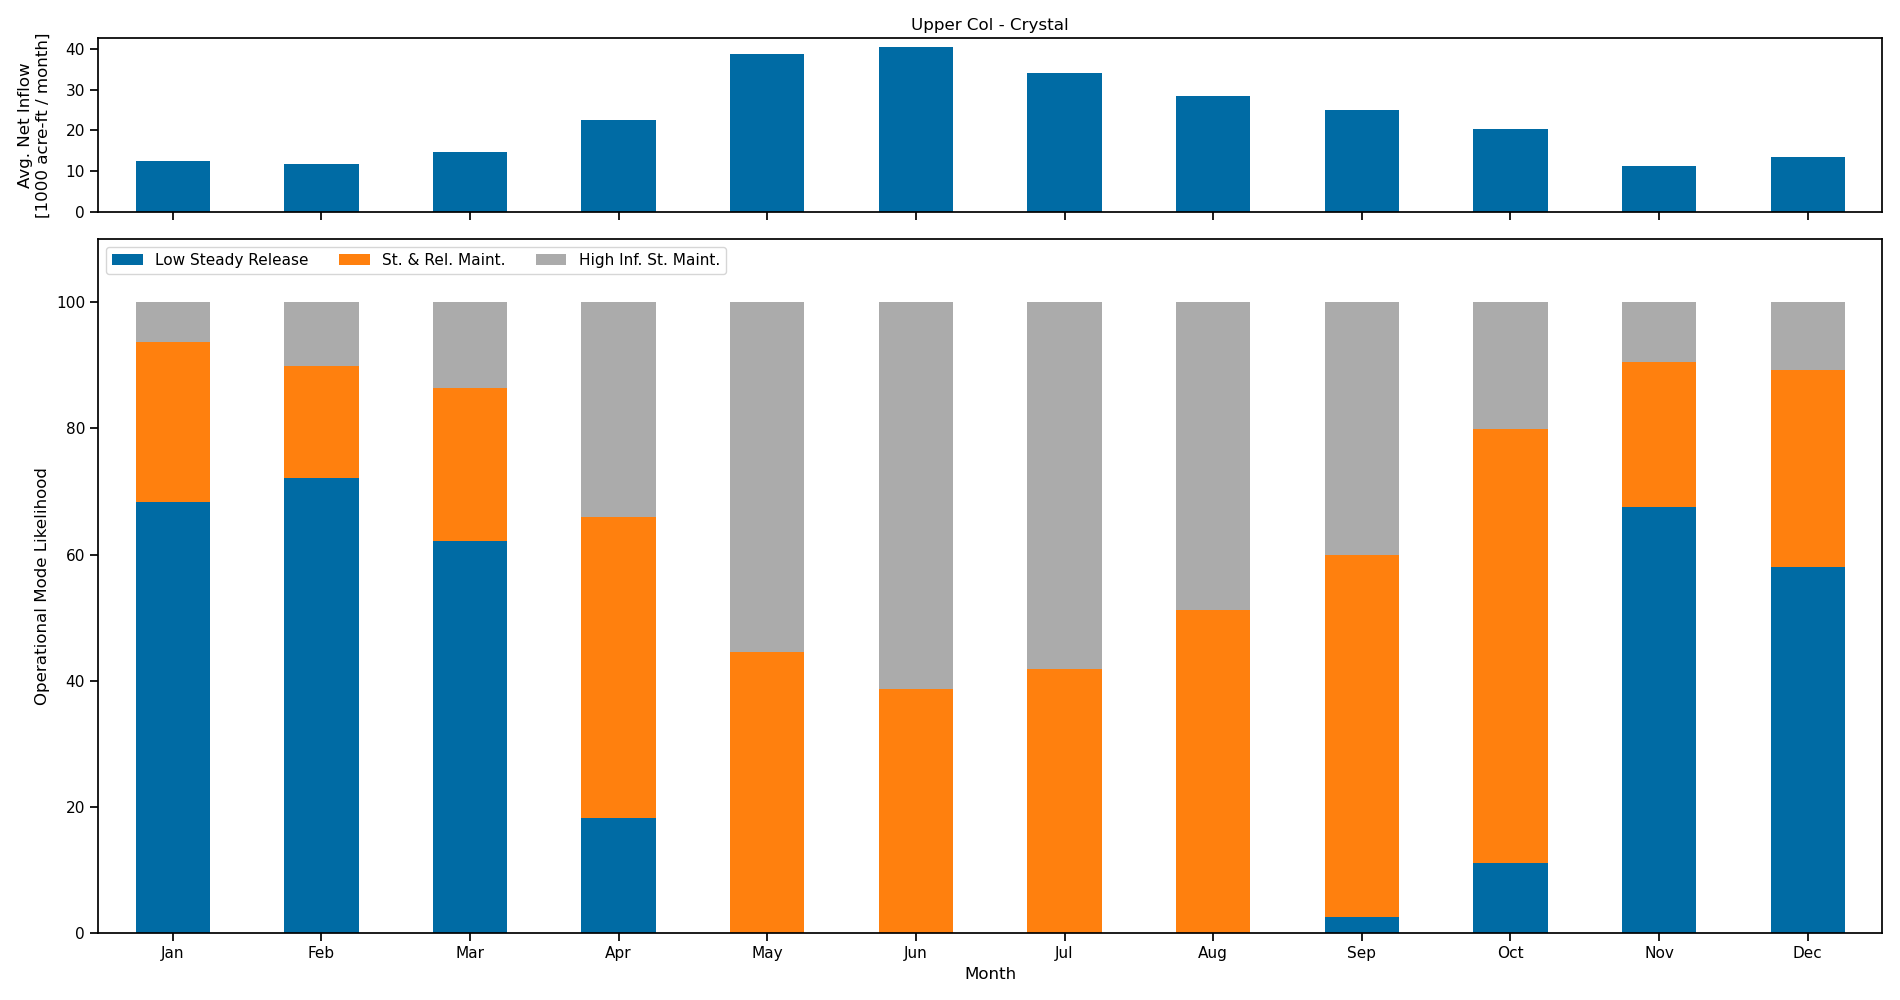 Upper Col - Crystal
Avg. Net Inflow
[1000 acre-ft / month]
40
30
20
10
0
Low Steady Release St. & Rel. Maint. High Inf. St. Maint.
Operational Mode Likelihood
100
80
60
40
20
0
Jan Feb Mar Apr May Jun Jul Aug Sep Oct Nov Dec
Month